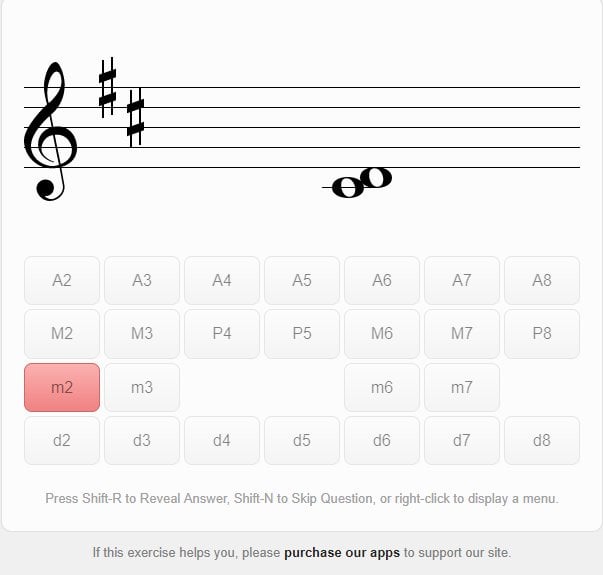 A2 A3 A4 A5 A6 A7 A8
M2 M3 P4 P5 M6 M7 P8
m2 m3 m6 m7
d2 d3 d4 d5 d6 d7 d8
Press Shift-R to Reveal Answer, Shift-N to Skip Question, or right-click to display a menu.
If this exercise helps you, please purchase our apps to support our site.